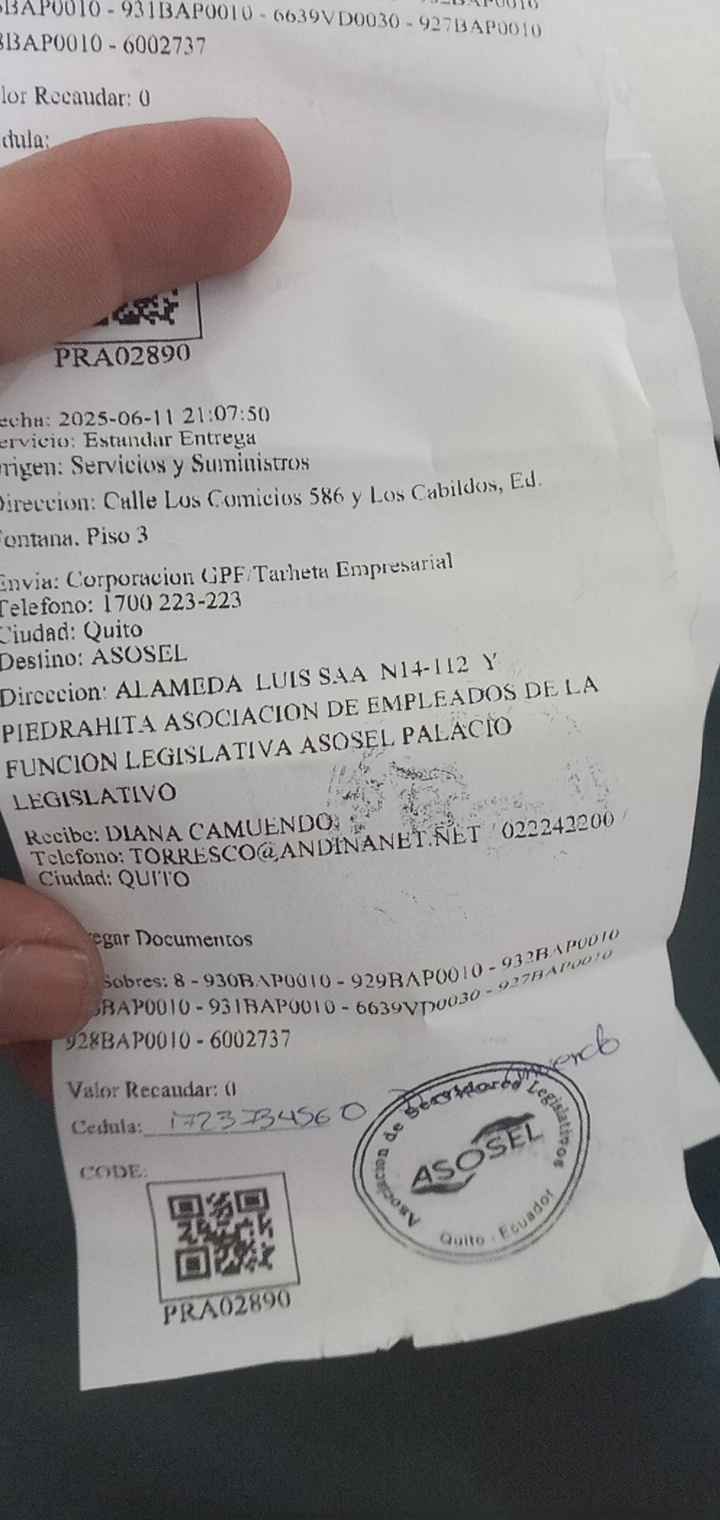 BAP0010 - 931BAP0010 - 6639VD0030 - 927BAP0010
BAP0010 - 6002737
lor Recaudar: 0
dula:
PRA02890
echa: 2025-06-11 21:07:50
ervicio: Estandar Entrega
rigen: Servicios y Suministros
Direccion: Calle Los Comicios 586 y Los Cabildos, Ed.
Fontana. Piso 3
Envia: Corporacion GPF/Tarheta Empresarial
Telefono: 1700 223-223
Ciudad: Quito
Destino: ASOSEL
Direccion: ALAMEDA LUIS SAA N14-112 Y
PIEDRAHITA ASOCIACION DE EMPLEADOS DE LA
FUNCION LEGISLATIVA ASOSEL PALACIO
LEGISLATIVO
Recibe: DIANA CAMUENDO
Telefono: TORRESCO@ANDINANET.NET / 022242200 /
Ciudad: QUITO
egar Documentos
Sobres: 8 - 930BAP0010 - 929BAP0010 - 932BAP0010
BAP0010 - 931BAP0010 - 6639VD0030 - 927BAP0010
928BAP0010 - 6002737
Valor Recaudar: 0
Cedula:
CODE:
Asociacion de Servidores Legislativos
ASOSEL
Quito - Ecuador
PRA02890